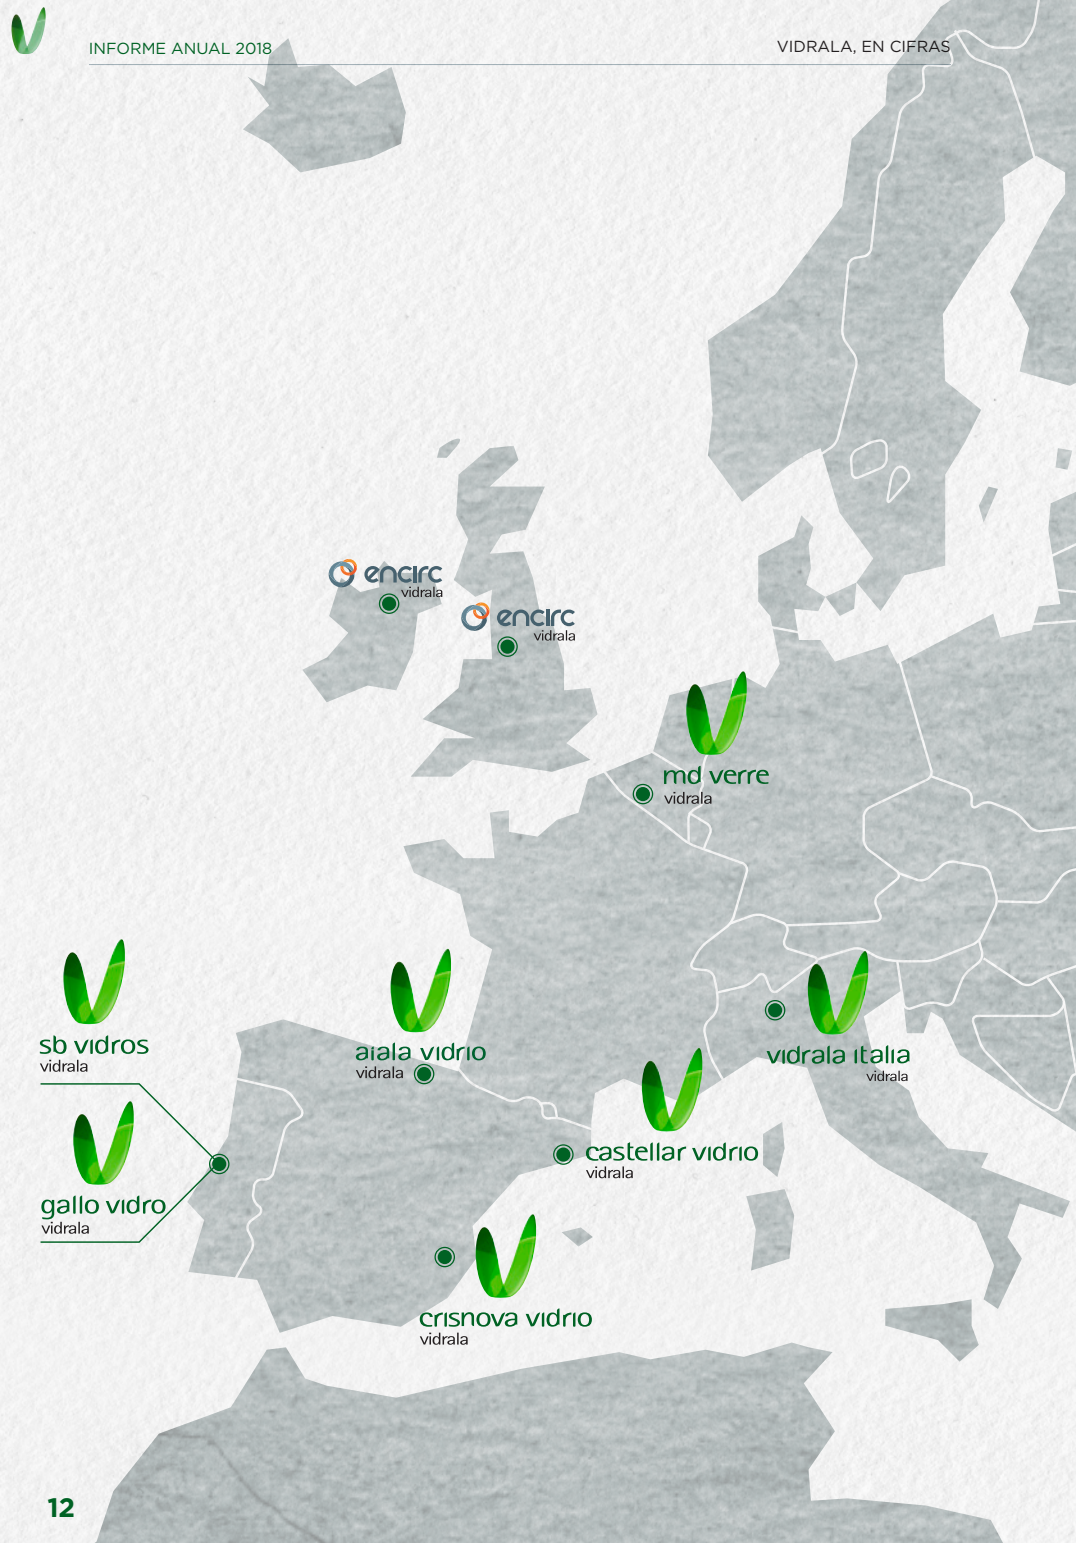 INFORME ANUAL 2018
VIDRALA, EN CIFRAS
encirc
vidrala
encirc
vidrala
md verre
vidrala
sb vidros
vidrala
aiala vidrio
vidrala
vidrala italia
vidrala
castellar vidrio
vidrala
gallo vidro
vidrala
crisnova vidrio
vidrala
12